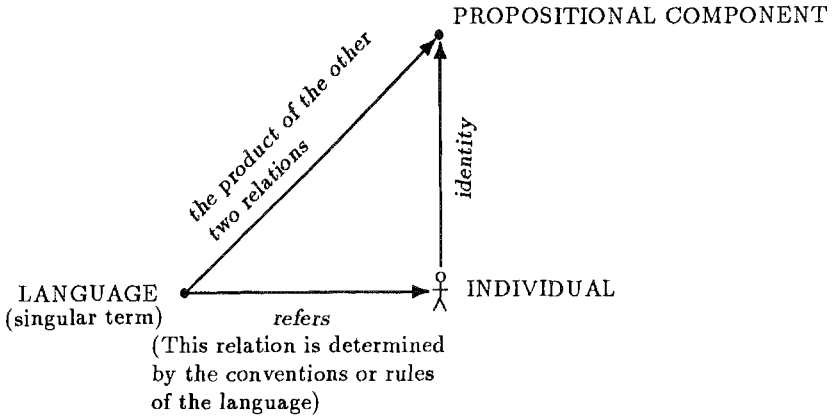 PROPOSITIONAL COMPONENT
the product of the other
two relations
identity
LANGUAGE
(singular term)
refers
INDIVIDUAL
(This relation is determined
by the conventions or rules
of the language)